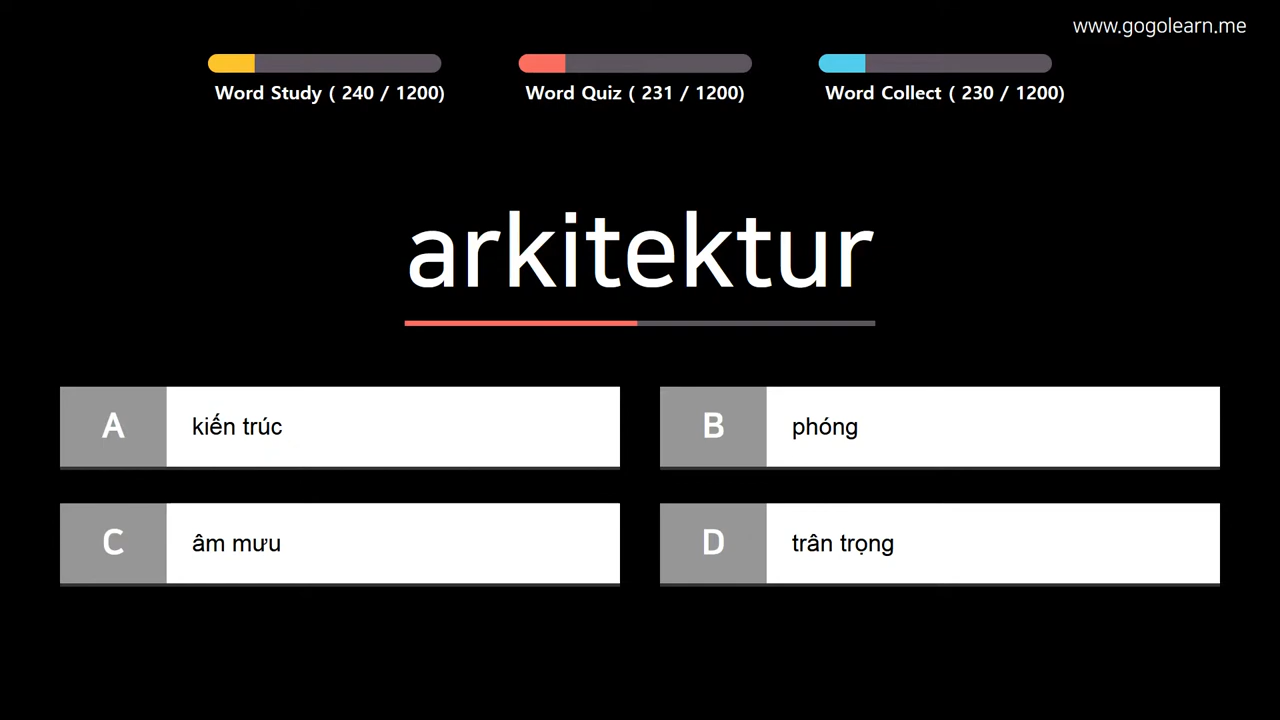 www.gogolearn.me
Word Study ( 240 / 1200)
Word Quiz ( 231 / 1200)
Word Collect ( 230 / 1200)
arkitektur
A kiến trúc
B phóng
C âm mưu
D trân trọng